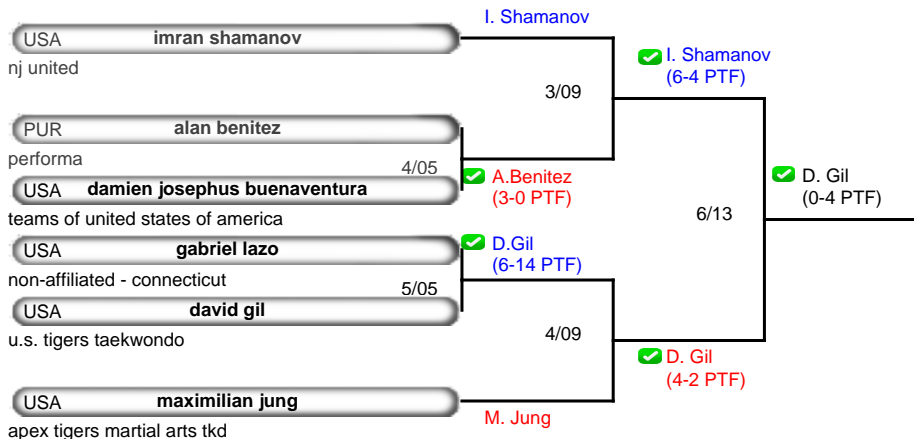 I. Shamanov
USA imran shamanov
nj united
I. Shamanov
(6-4 PTF)
3/09
PUR alan benitez
performa
4/05
A.Benitez
(3-0 PTF)
USA damien josephus buenaventura
teams of united states of america
D. Gil
(0-4 PTF)
6/13
USA gabriel lazo
non-affiliated - connecticut
D.Gil
(6-14 PTF)
5/05
USA david gil
u.s. tigers taekwondo
4/09
D. Gil
(4-2 PTF)
USA maximilian jung
M. Jung
apex tigers martial arts tkd